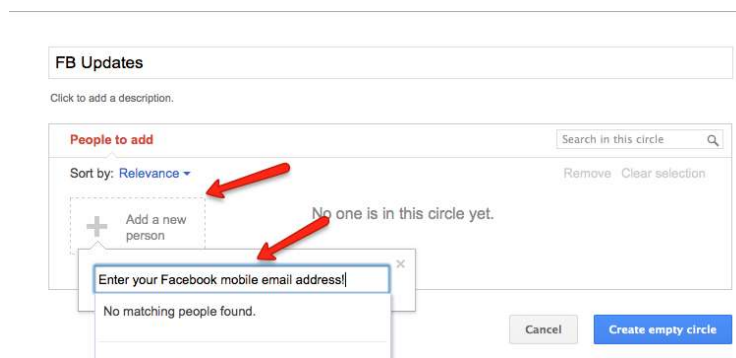 FB Updates
Click to add a description.
People to add
Search in this circle
Sort by: Relevance
Remove Clear selection
Add a new
person
No one is in this circle yet.
Enter your Facebook mobile email address!
No matching people found.
Cancel
Create empty circle